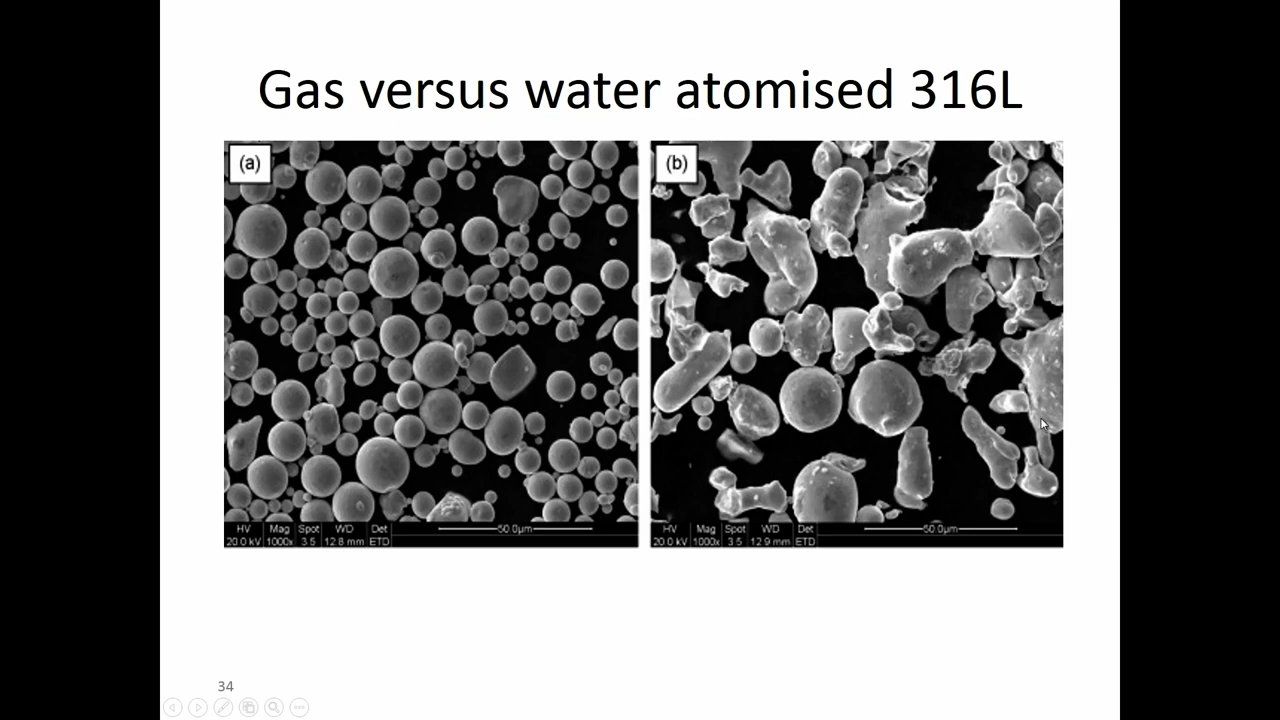 Gas versus water atomised 316L
(a)
(b)
HV Mag Spot WD Det 50.0µm
20.0 kV 1000x 3.5 12.8 mm ETD
HV Mag Spot WD Det 50.0µm
20.0 kV 1000x 3.5 12.9 mm ETD
34